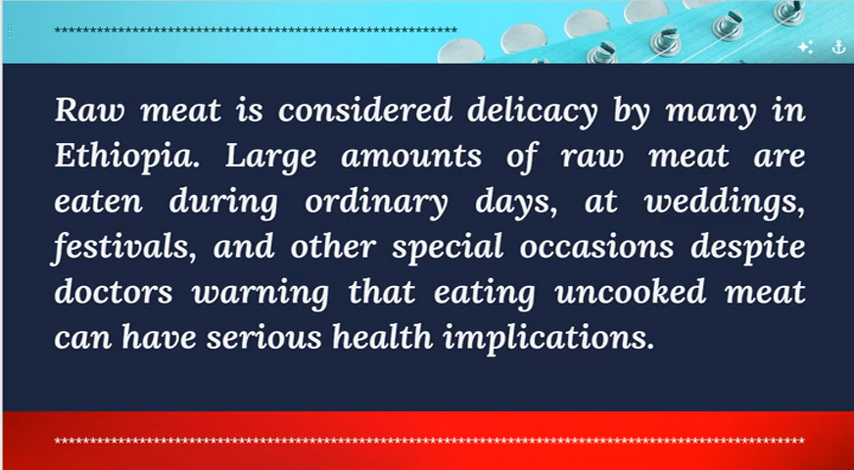 *********************************************************
Raw meat is considered delicacy by many in
Ethiopia. Large amounts of raw meat are
eaten during ordinary days, at weddings,
festivals, and other special occasions despite
doctors warning that eating uncooked meat
can have serious health implications.
**********************************************************************************************************